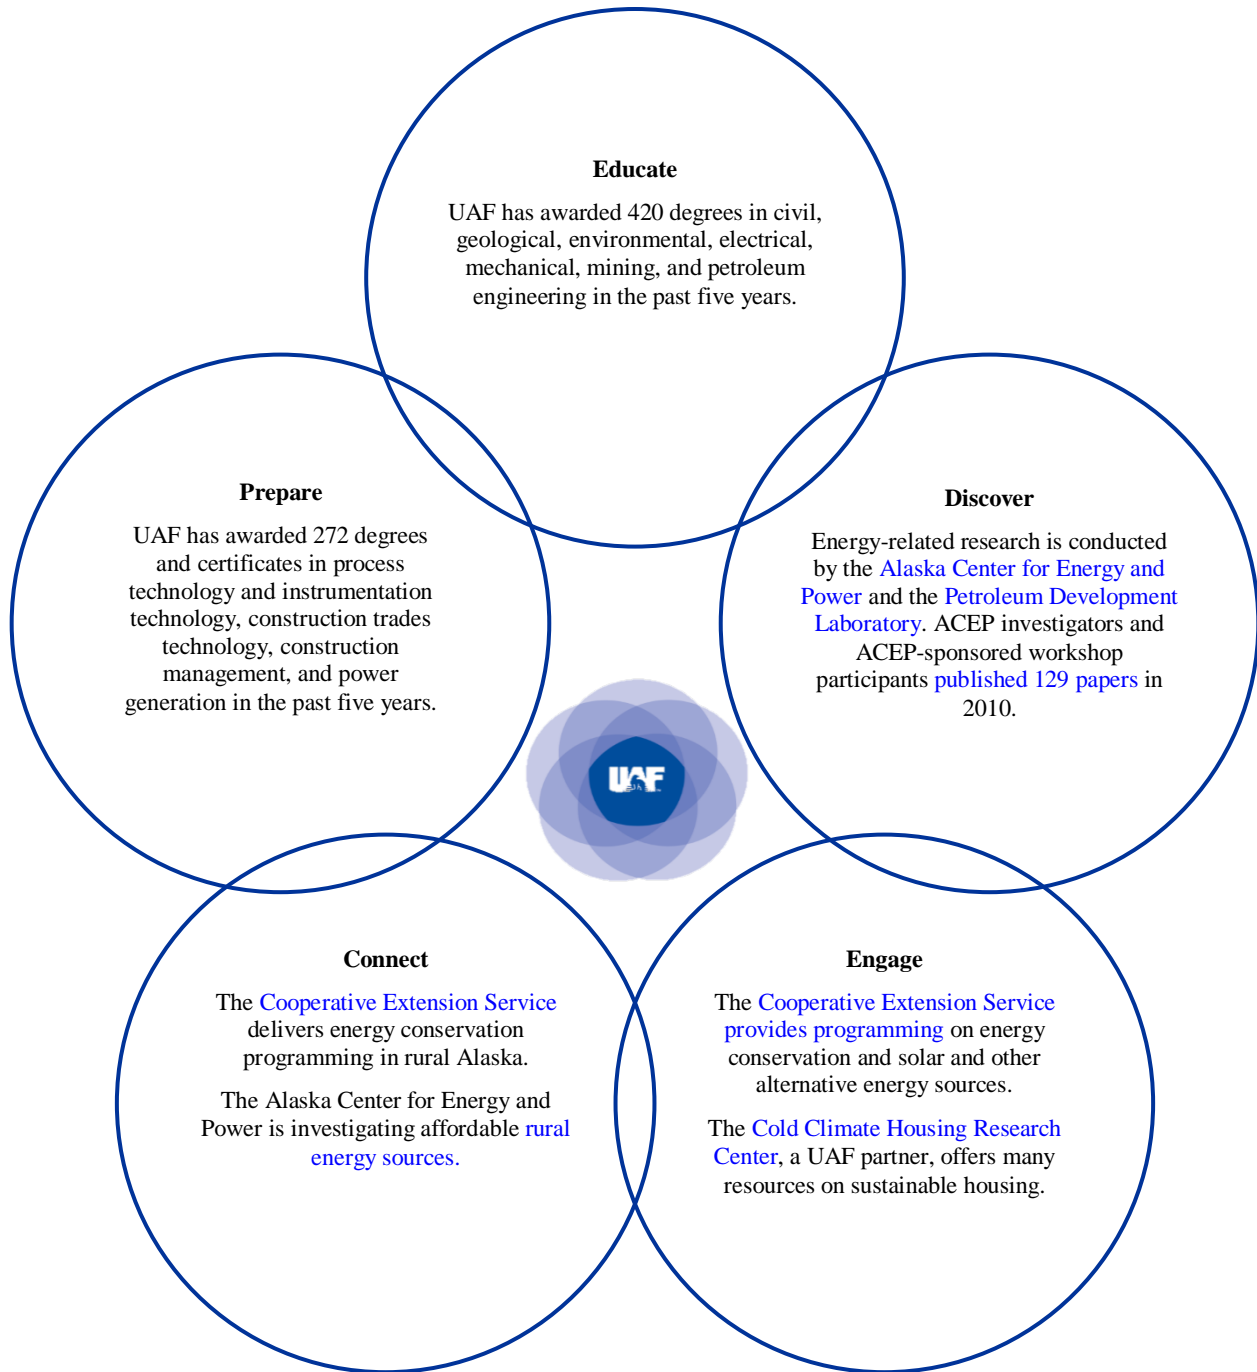 Educate
UAF has awarded 420 degrees in civil,
geological, environmental, electrical,
mechanical, mining, and petroleum
engineering in the past five years.
Prepare
UAF has awarded 272 degrees
and certificates in process
technology and instrumentation
technology, construction trades
technology, construction
management, and power
generation in the past five years.
Discover
Energy-related research is conducted
by the Alaska Center for Energy and
Power and the Petroleum Development
Laboratory. ACEP investigators and
ACEP-sponsored workshop
participants published 129 papers in
2010.
UAF
Connect
The Cooperative Extension Service
delivers energy conservation
programming in rural Alaska.
The Alaska Center for Energy and
Power is investigating affordable rural
energy sources.
Engage
The Cooperative Extension Service
provides programming on energy
conservation and solar and other
alternative energy sources.
The Cold Climate Housing Research
Center, a UAF partner, offers many
resources on sustainable housing.